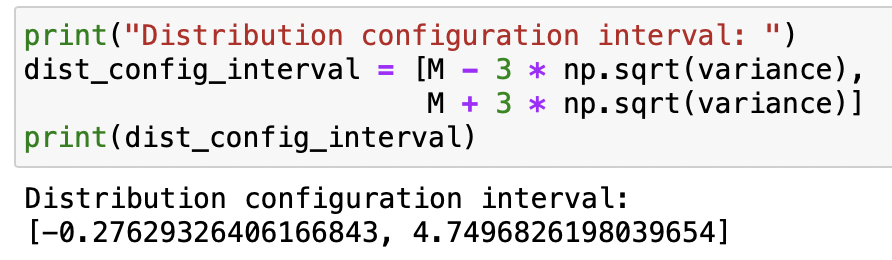 print("Distribution configuration interval: ")
dist_config_interval = [M - 3 * np.sqrt(variance),
M + 3 * np.sqrt(variance)]
print(dist_config_interval)
Distribution configuration interval:
[-0.27629326406166843, 4.7496826198039654]